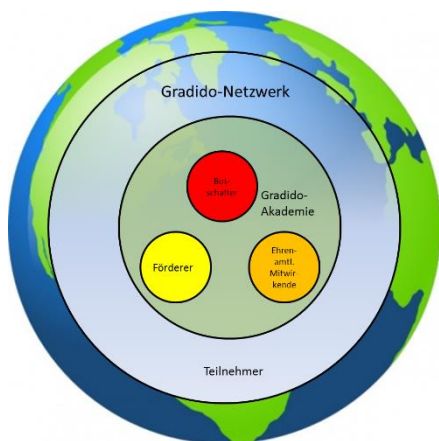 Gradido-Netzwerk
Bot-
schafter
Gradido-
Akademie
Förderer
Ehren-
amtl.
Mitwir-
kende
Teilnehmer